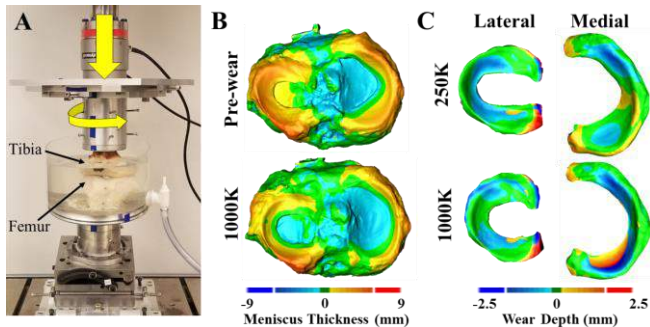 A
B
C
Lateral
Medial
Pre-wear
250K
Tibia
Femur
1000K
1000K
-9
0
9
Meniscus Thickness (mm)
-2.5
0
2.5
Wear Depth (mm)